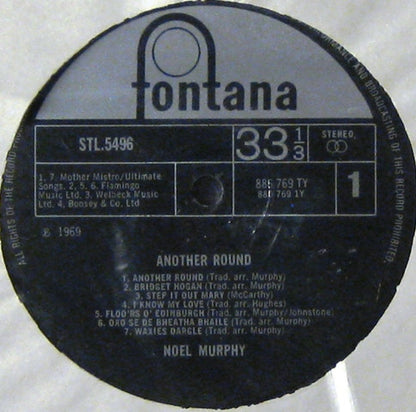 fontana
STL.5496
33 1/3
STEREO.
1. 7. Mother Mistro/Ultimate
Songs. 2, 5, 6. Flamingo
Music Ltd. 3. Welbeck Music
Ltd. 4. Boosey & Co. Ltd
885 769 TY
885 769 1Y
1
℗ 1969
ANOTHER ROUND
1. ANOTHER ROUND (Trad. arr. Murphy)
2. BRIDGET HOGAN (Trad. arr. Murphy)
3. STEP IT OUT MARY (McCarthy)
4. I KNOW MY LOVE (Trad. arr. Hughes)
5. FLOO'RS O' EDINBURGH (Trad. arr. Murphy/Johnstone)
6. ORO SE DE BHEATHA BHAILE (Trad. arr. Murphy)
7. WAXIES DARGLE (Trad. arr. Murphy)
NOEL MURPHY
ALL RIGHTS OF THE RECORD
AND BROADCASTING OF THIS RECORD PROHIBITED.